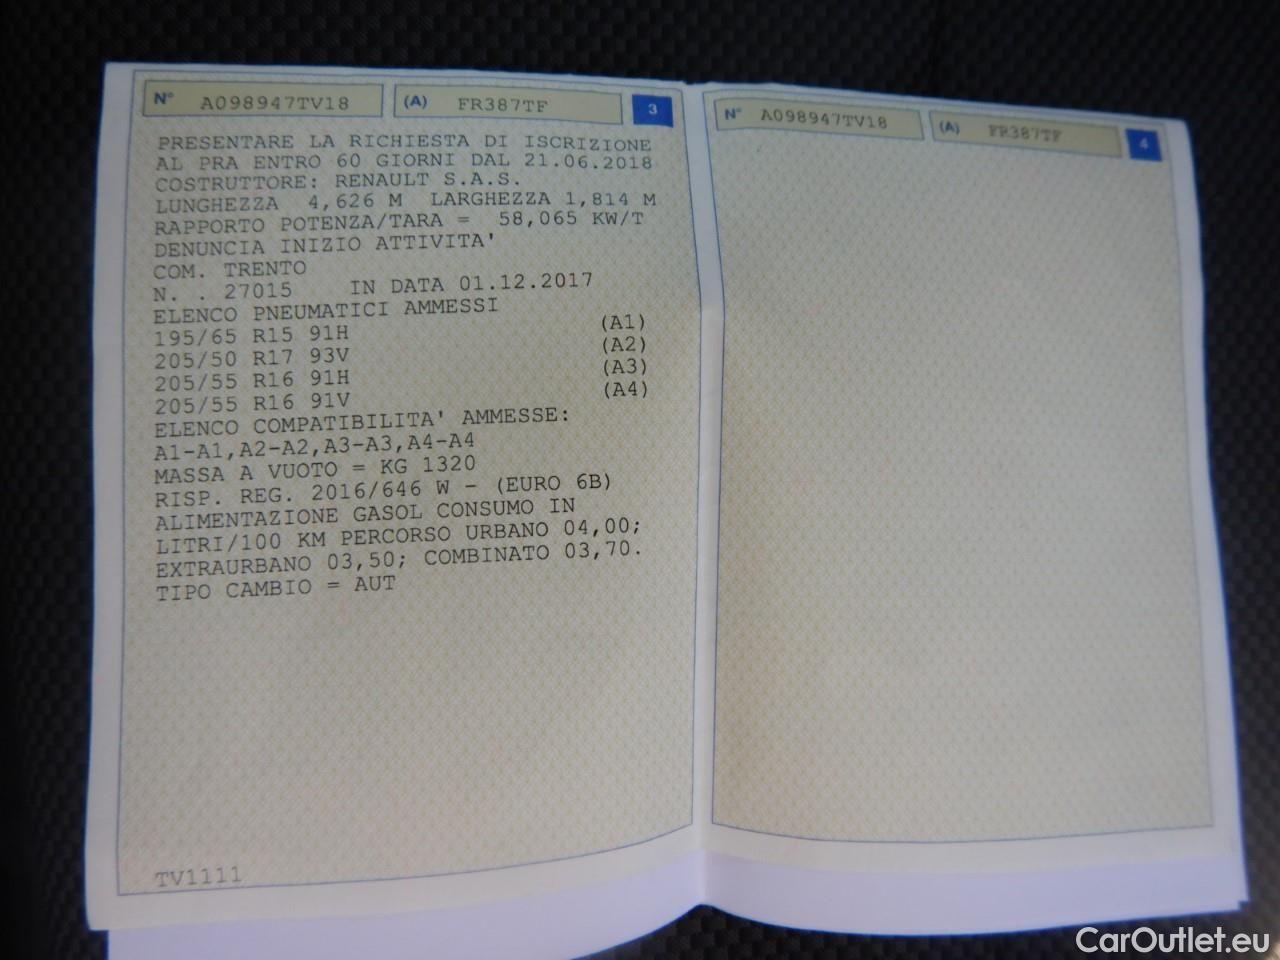 N° A098947TV18 (A) FR387TF 3
PRESENTARE LA RICHIESTA DI ISCRIZIONE
AL PRA ENTRO 60 GIORNI DAL 21.06.2018
COSTRUTTORE: RENAULT S.A.S.
LUNGHEZZA 4,626 M LARGHEZZA 1,814 M
RAPPORTO POTENZA/TARA = 58,065 KW/T
DENUNCIA INIZIO ATTIVITA'
COM. TRENTO
N. . 27015 IN DATA 01.12.2017
ELENCO PNEUMATICI AMMESSI
195/65 R15 91H (A1)
205/50 R17 93V (A2)
205/55 R16 91H (A3)
205/55 R16 91V (A4)
ELENCO COMPATIBILITA' AMMESSE:
A1-A1,A2-A2,A3-A3,A4-A4
MASSA A VUOTO = KG 1320
RISP. REG. 2016/646 W - (EURO 6B)
ALIMENTAZIONE GASOL CONSUMO IN
LITRI/100 KM PERCORSO URBANO 04,00;
EXTRAURBANO 03,50; COMBINATO 03,70.
TIPO CAMBIO = AUT
TV1111
N° A098947TV18 (A) FR387TF 4
CarOutlet.eu